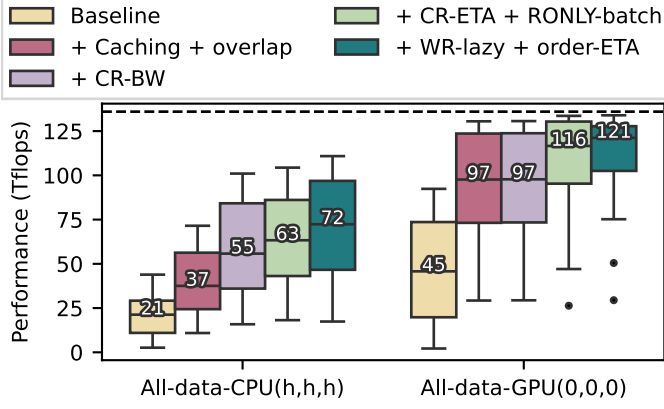 Baseline
+ Caching + overlap
+ CR-BW
+ CR-ETA + RONLY-batch
+ WR-lazy + order-ETA
Performance (Tflops)
125
100
75
50
25
0
21
37
55
63
72
45
97
97
116
121
All-data-CPU(h,h,h)
All-data-GPU(0,0,0)